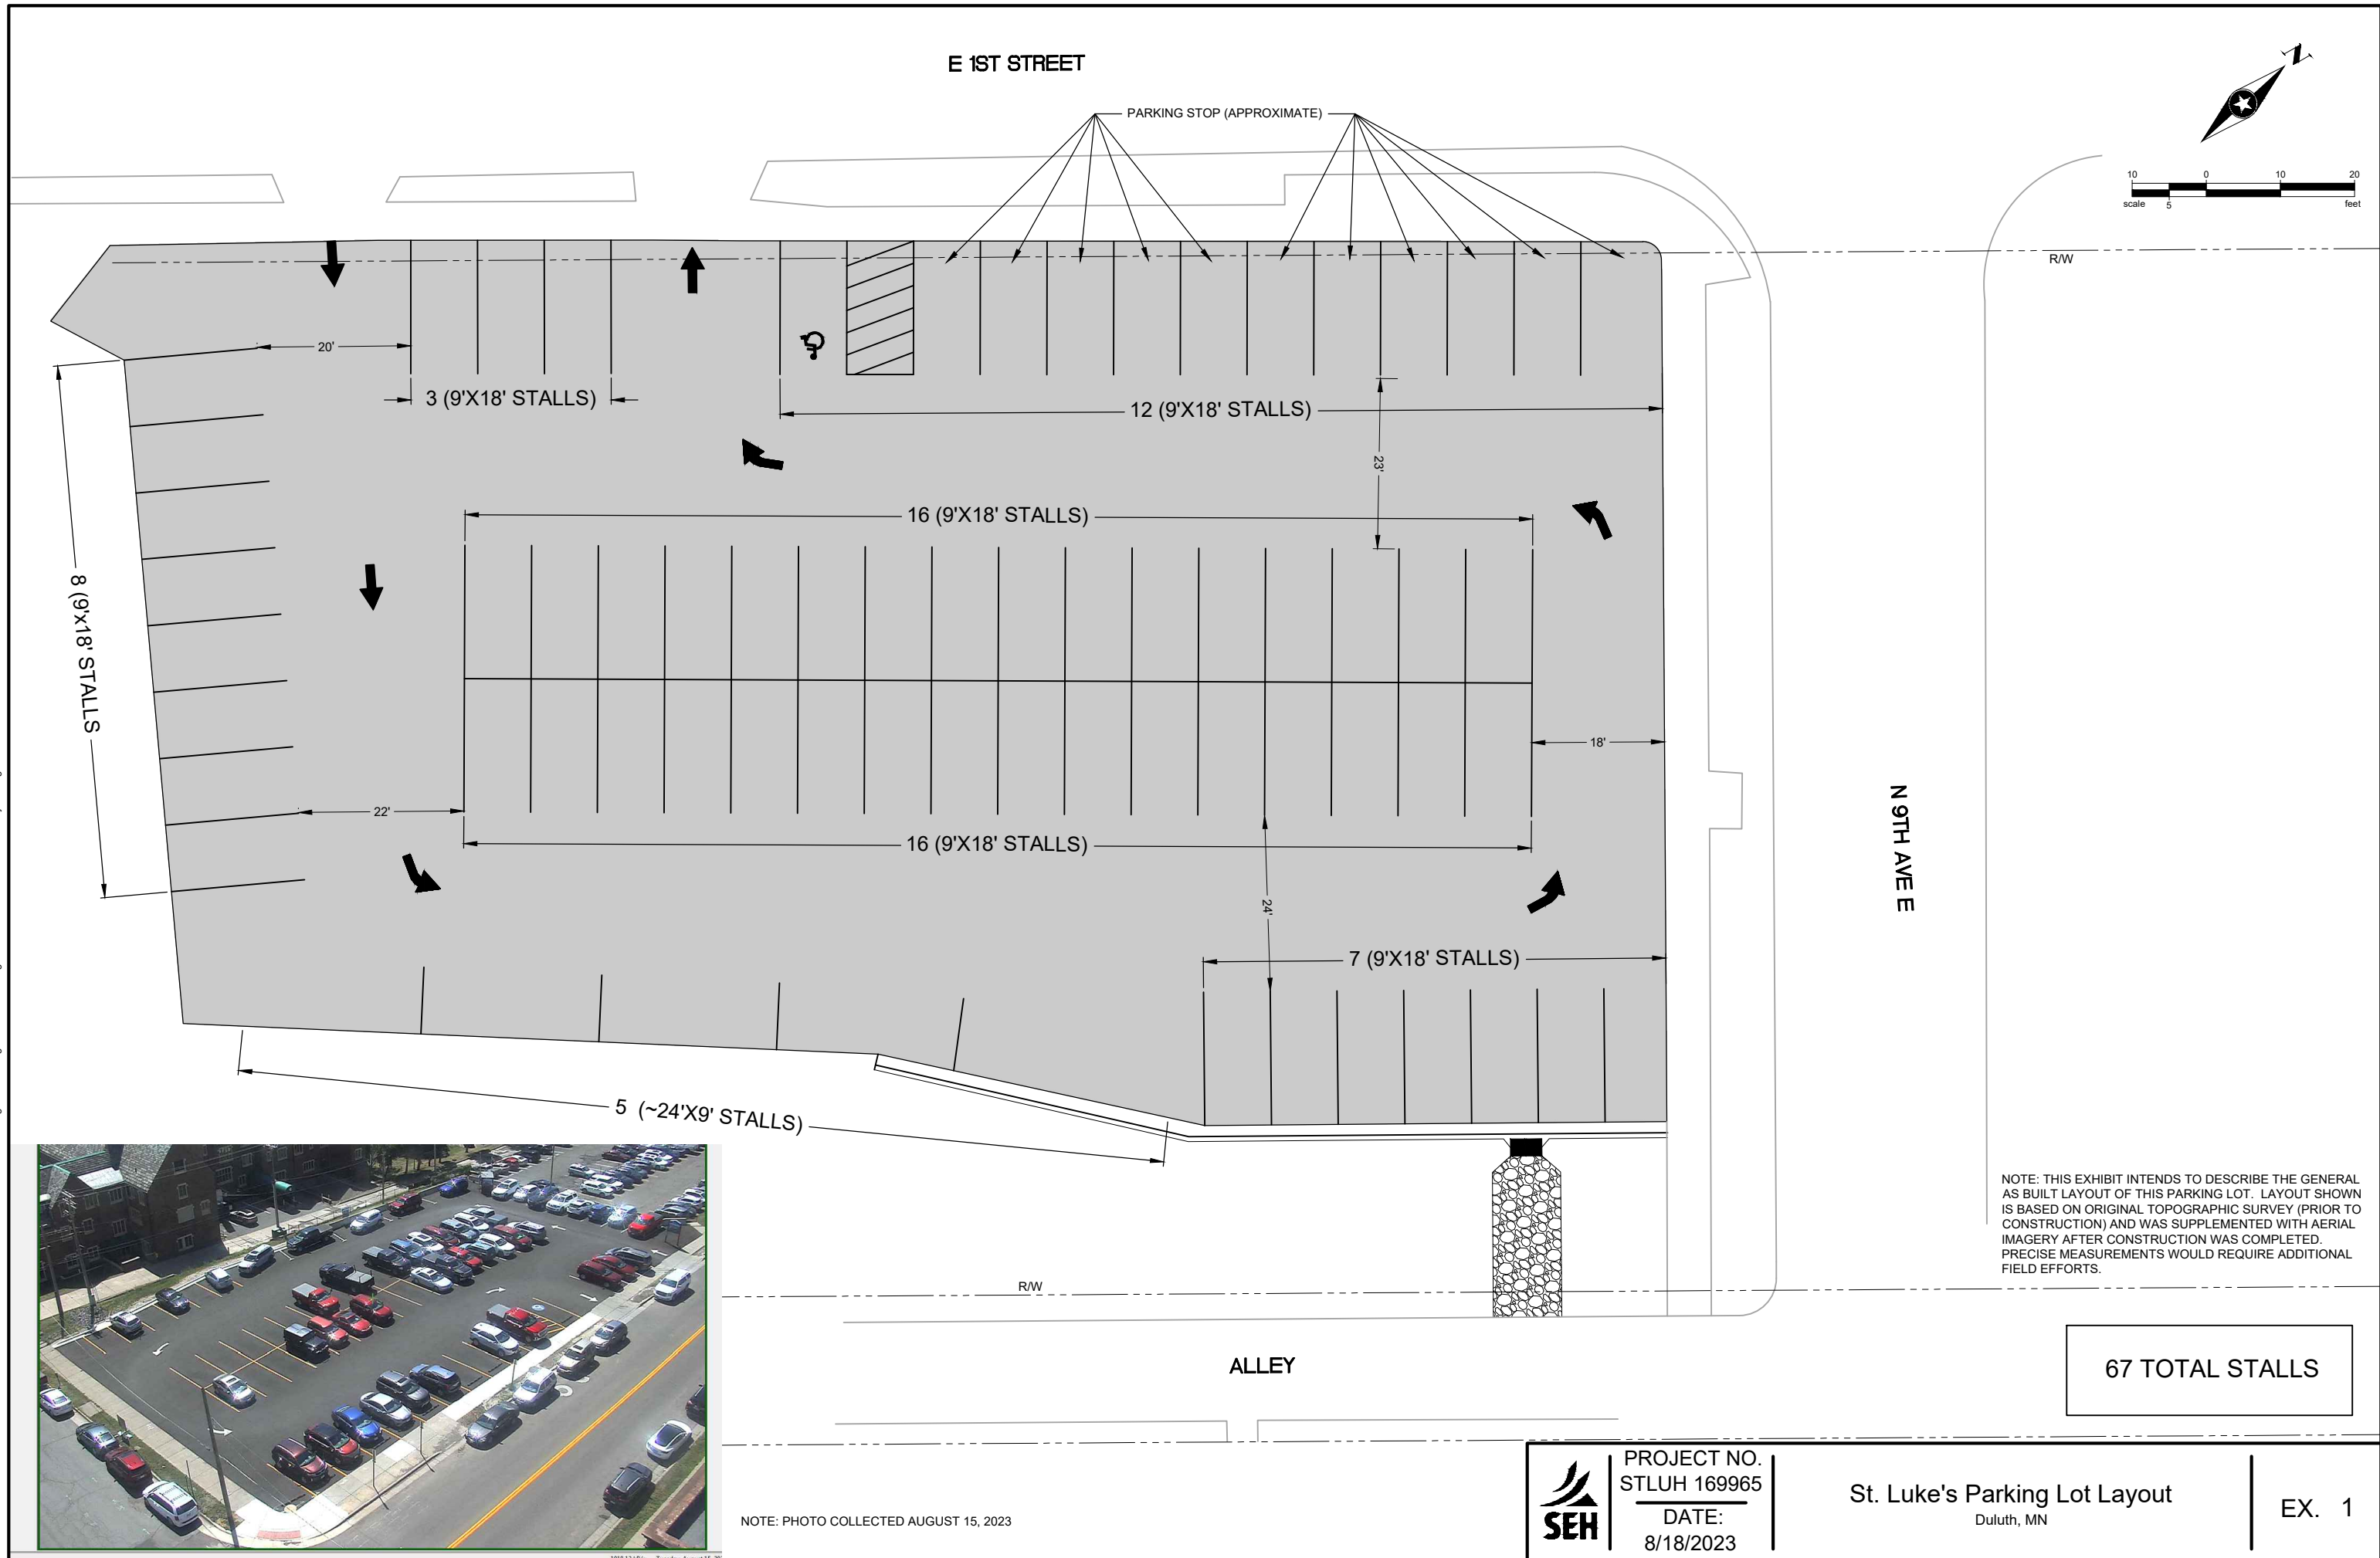 E 1ST STREET
PARKING STOP (APPROXIMATE)
N
10 0 10 20
scale 5 feet
R/W
20'
3 (9'X18' STALLS)
12 (9'X18' STALLS)
23'
16 (9'X18' STALLS)
8 (9'x18' STALLS
18'
22'
16 (9'X18' STALLS)
24'
N 9TH AVE E
7 (9'X18' STALLS)
5 (~24'X9' STALLS)
NOTE: THIS EXHIBIT INTENDS TO DESCRIBE THE GENERAL
AS BUILT LAYOUT OF THIS PARKING LOT. LAYOUT SHOWN
IS BASED ON ORIGINAL TOPOGRAPHIC SURVEY (PRIOR TO
CONSTRUCTION) AND WAS SUPPLEMENTED WITH AERIAL
IMAGERY AFTER CONSTRUCTION WAS COMPLETED.
PRECISE MEASUREMENTS WOULD REQUIRE ADDITIONAL
FIELD EFFORTS.
R/W
ALLEY
67 TOTAL STALLS
NOTE: PHOTO COLLECTED AUGUST 15, 2023
SEH
PROJECT NO.
STLUH 169965
DATE:
8/18/2023
St. Luke's Parking Lot Layout
Duluth, MN
EX. 1